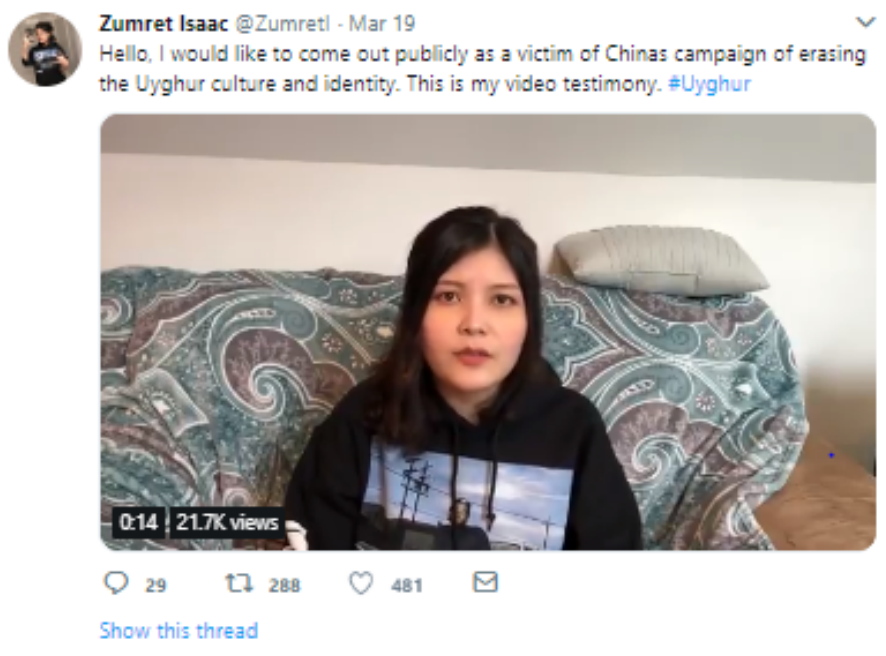 Zumret Isaac @ZumretI · Mar 19
Hello, I would like to come out publicly as a victim of Chinas campaign of erasing
the Uyghur culture and identity. This is my video testimony. #Uyghur
0:14 21.7K views
29 288 481
Show this thread